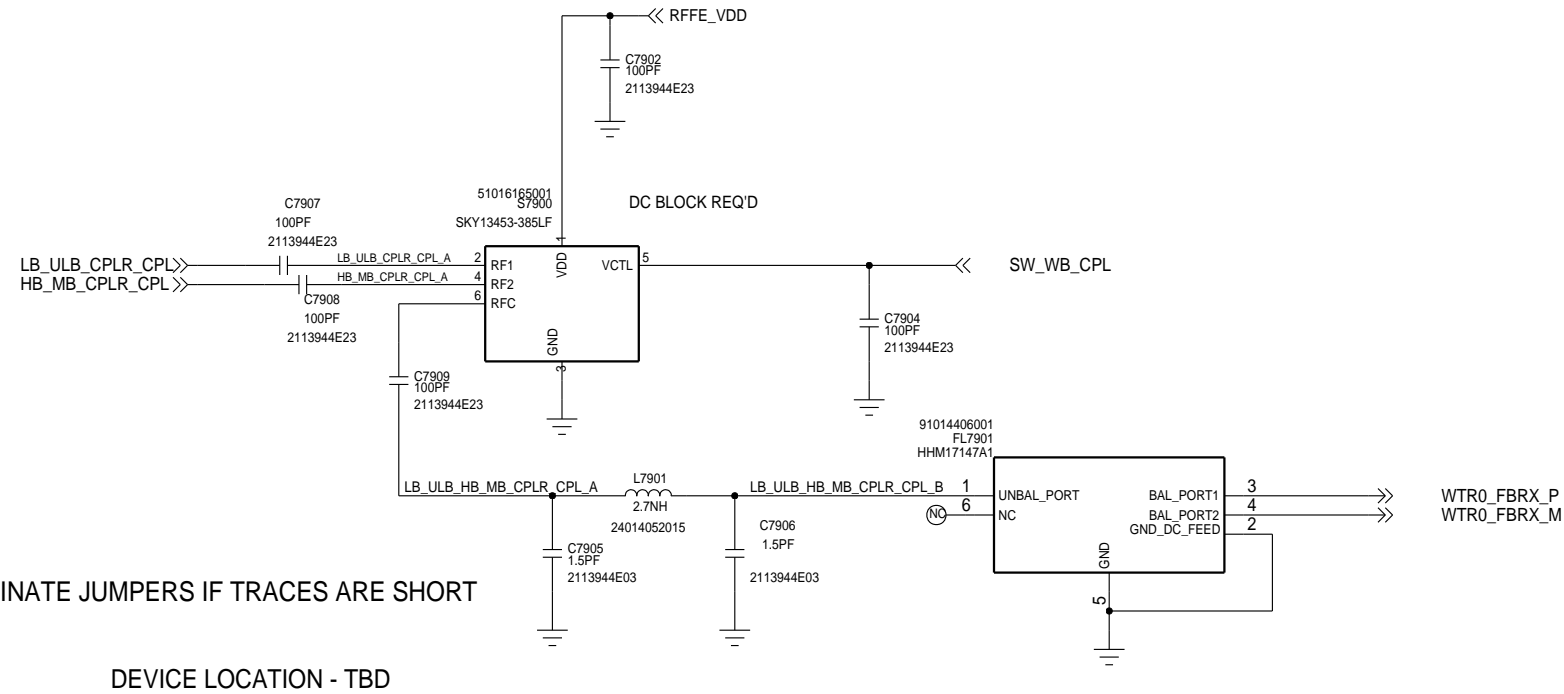 RFFE_VDD
C7902
100PF
2113944E23
51016165001
S7900
SKY13453-385LF
DC BLOCK REQ'D
C7907
100PF
2113944E23
LB_ULB_CPLR_CPL
LB_ULB_CPLR_CPL_A
2
RF1
1
VDD
VCTL
5
SW_WB_CPL
HB_MB_CPLR_CPL
HB_MB_CPLR_CPL_A
4
RF2
6
RFC
C7908
100PF
2113944E23
GND
3
C7904
100PF
2113944E23
C7909
100PF
2113944E23
91014406001
FL7901
HHM17147A1
LB_ULB_HB_MB_CPLR_CPL_A
L7901
2.7NH
24014052015
LB_ULB_HB_MB_CPLR_CPL_B
1
UNBAL_PORT
BAL_PORT1
3
WTR0_FBRX_P
NC
6
NC
BAL_PORT2
4
WTR0_FBRX_M
GND_DC_FEED
2
GND
5
C7905
1.5PF
2113944E03
C7906
1.5PF
2113944E03
INATE JUMPERS IF TRACES ARE SHORT
DEVICE LOCATION - TBD